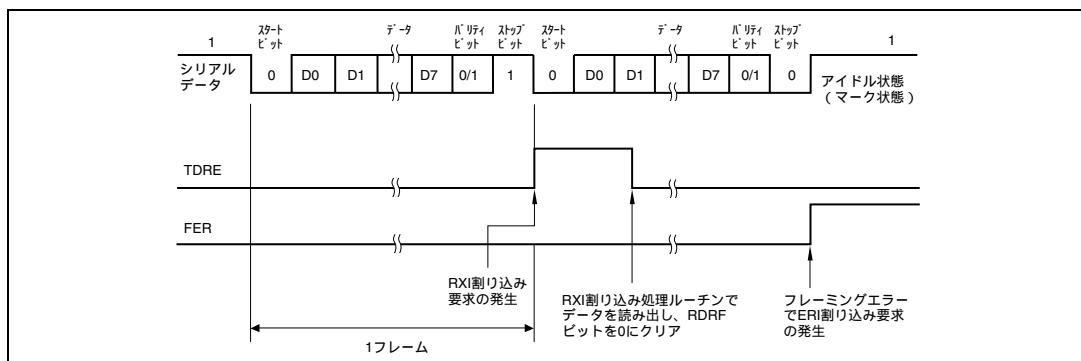 1 スタート ビット データ パリティ ビット ストップ ビット スタート ビット データ パリティ ビット ストップ ビット 1
シリアル データ 0 D0 D1 D7 0/1 1 0 D0 D1 D7 0/1 0 アイドル状態 (マーク状態)
TDRE
FER
RXI割り込み
要求の発生
RXI割り込み処理ルーチンで
データを読み出し、RDRF
ビットを0にクリア
フレーミングエラー
でERI割り込み要求
の発生
1フレーム